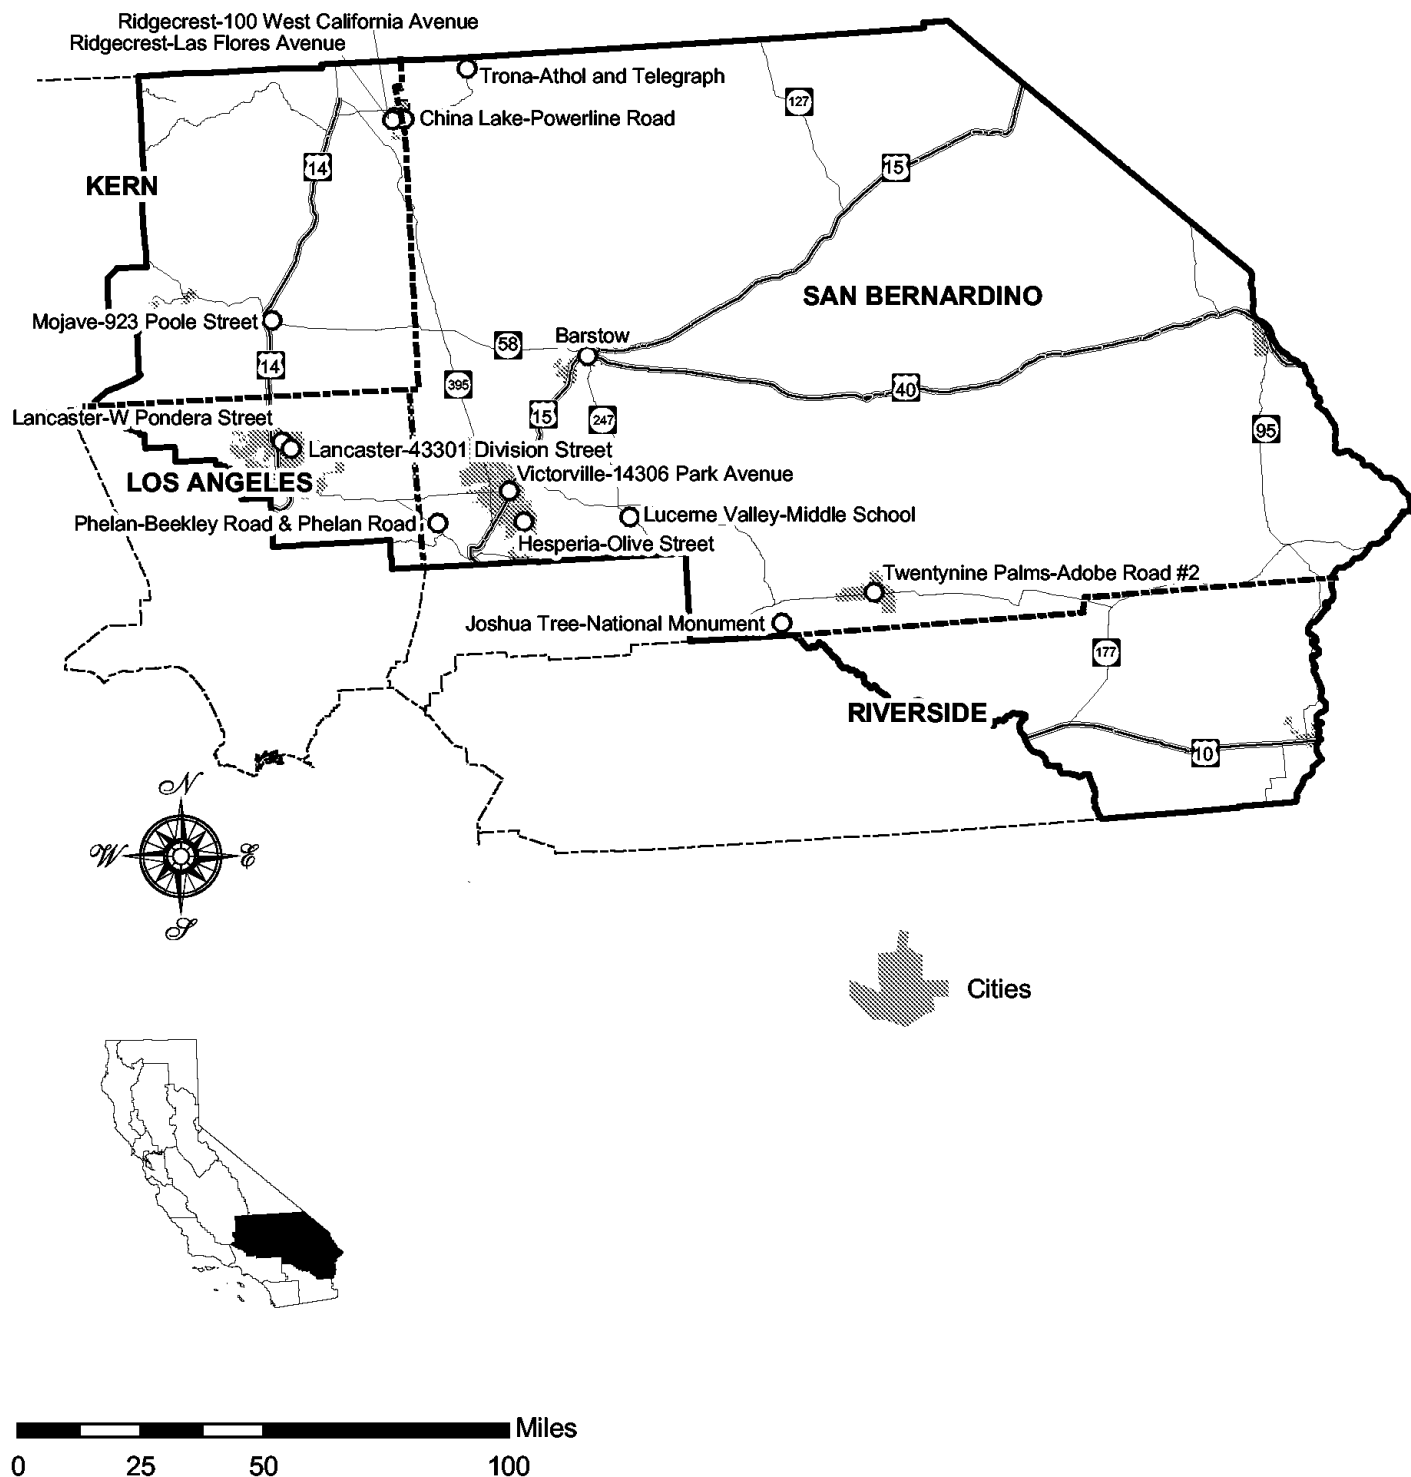 Ridgecrest-100 West California Avenue
Ridgecrest-Las Flores Avenue
Trona-Athol and Telegraph
127
China Lake-Powerline Road
14
15
KERN
SAN BERNARDINO
Mojave-923 Poole Street
58
Barstow
14
395
40
15
247
95
Lancaster-W Pondera Street
Lancaster-43301 Division Street
LOS ANGELES
Victorville-14306 Park Avenue
Phelan-Beekley Road & Phelan Road
Lucerne Valley-Middle School
Hesperia-Olive Street
Twentynine Palms-Adobe Road #2
Joshua Tree-National Monument
177
RIVERSIDE
10
N
W
E
S
Cities
Miles
0 25 50 100